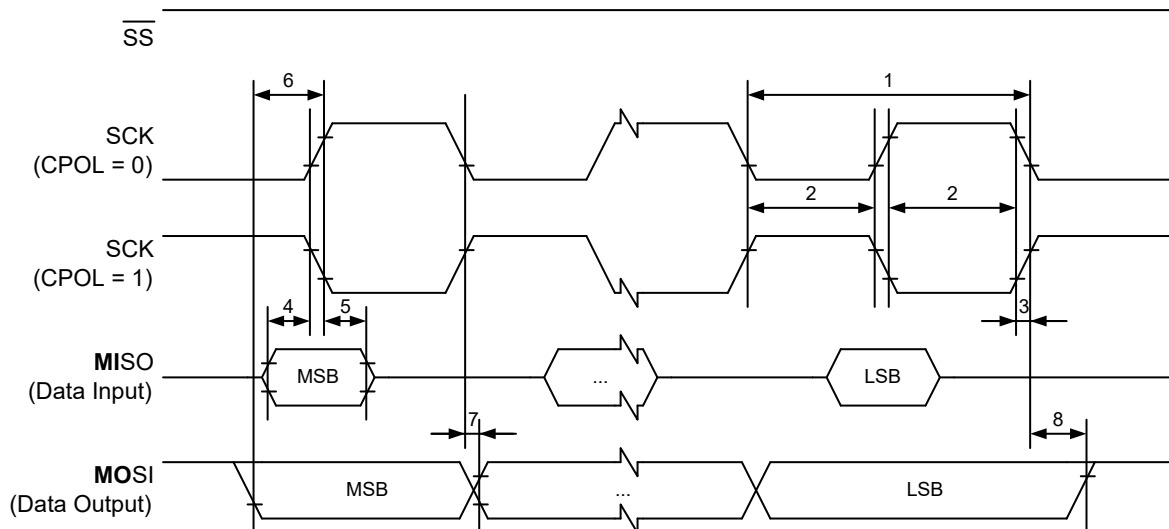 SS
6
1
SCK
(CPOL = 0)
2
2
SCK
(CPOL = 1)
4
5
3
MISO
(Data Input)
MSB
...
LSB
7
8
MOSI
(Data Output)
MSB
...
LSB